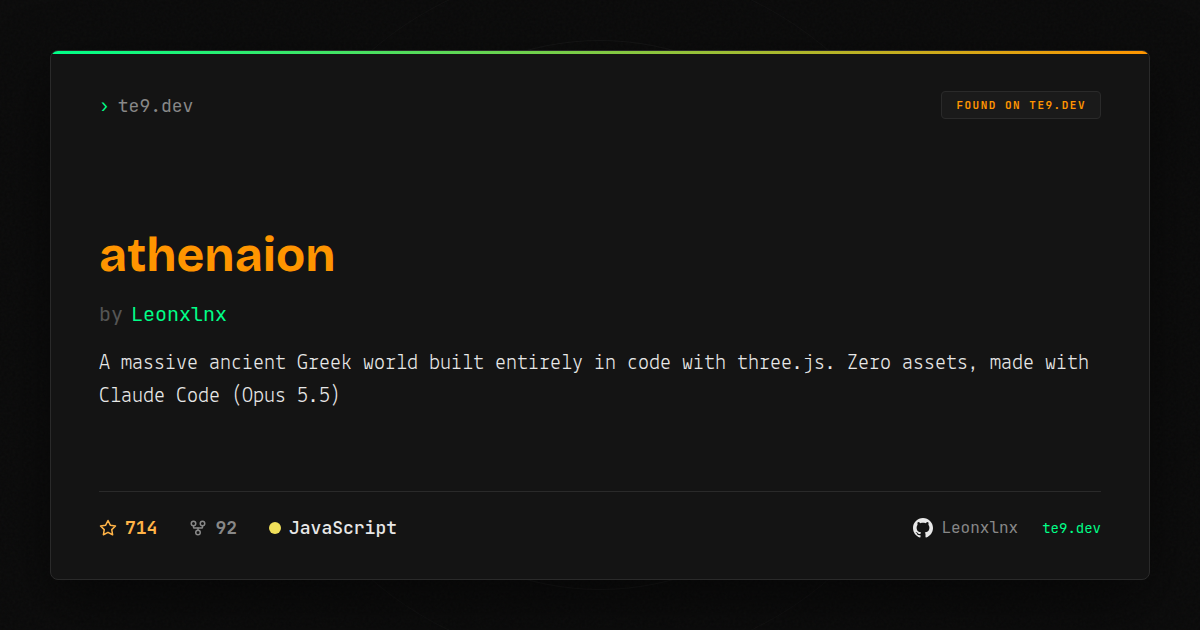 › te9.dev
FOUND ON TE9.DEV
athenaion
by Leonxlnx
A massive ancient Greek world built entirely in code with three.js. Zero assets, made with
Claude Code (Opus 5.5)
714 92 JavaScript
Leonxlnx te9.dev